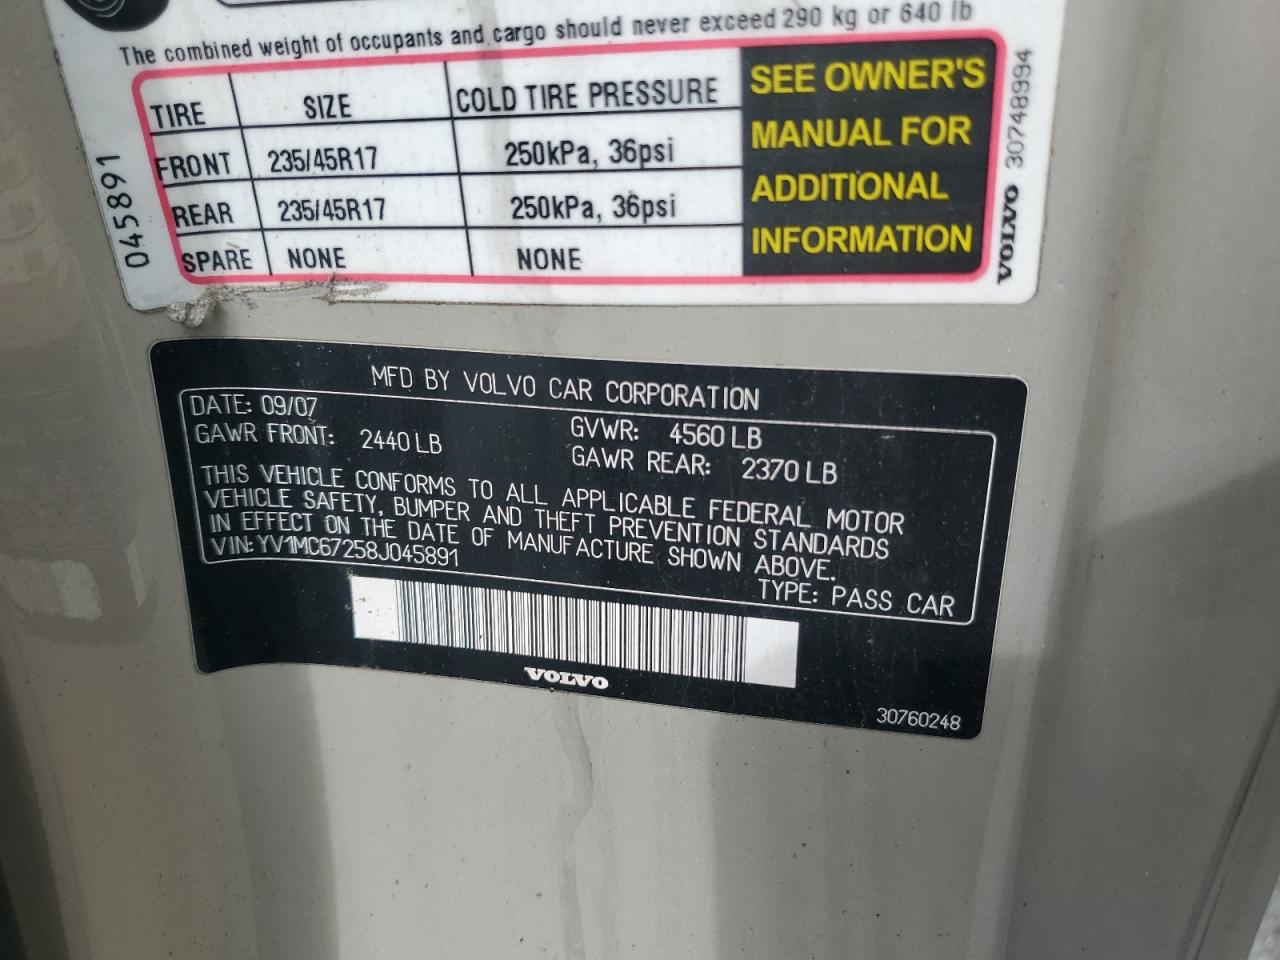 The combined weight of occupants and cargo should never exceed 290 kg or 640 lb
TIRE SIZE COLD TIRE PRESSURE
FRONT 235/45R17 250kPa, 36psi
REAR 235/45R17 250kPa, 36psi
SPARE NONE NONE
SEE OWNER'S
MANUAL FOR
ADDITIONAL
INFORMATION
045891
VOLVO 30748994
MFD BY VOLVO CAR CORPORATION
DATE: 09/07
GAWR FRONT: 2440 LB
GVWR: 4560 LB
GAWR REAR: 2370 LB
THIS VEHICLE CONFORMS TO ALL APPLICABLE FEDERAL MOTOR
VEHICLE SAFETY, BUMPER AND THEFT PREVENTION STANDARDS
IN EFFECT ON THE DATE OF MANUFACTURE SHOWN ABOVE.
VIN: YV1MC67258J045891
TYPE: PASS CAR
VOLVO
30760248